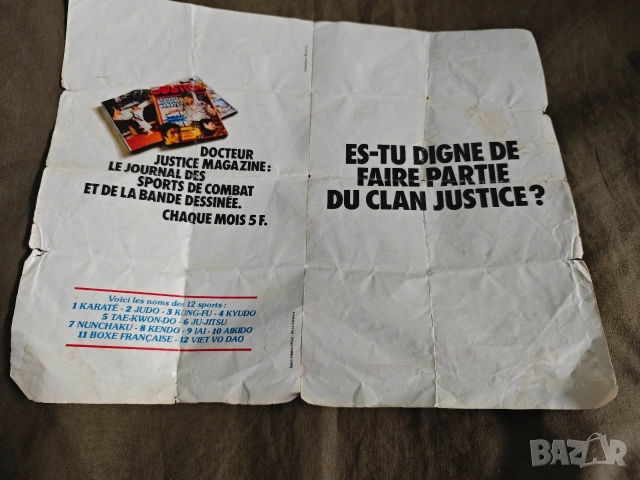 DOCTEUR
JUSTICE MAGAZINE :
LE JOURNAL DES
SPORTS DE COMBAT
ET DE LA BANDE DESSINÉE.
CHAQUE MOIS 5 F.
Voici les noms des 12 sports :
1 KARATÉ - 2 JUDO - 3 KUNG-FU - 4 KYUDO
5 TAE-KWON-DO - 6 JU-JITSU
7 NUNCHAKU - 8 KENDO - 9 IAI - 10 AIKIDO
11 BOXE FRANÇAISE - 12 VIET VO DAO
ES-TU DIGNE DE
FAIRE PARTIE
DU CLAN JUSTICE ?
BAZAR